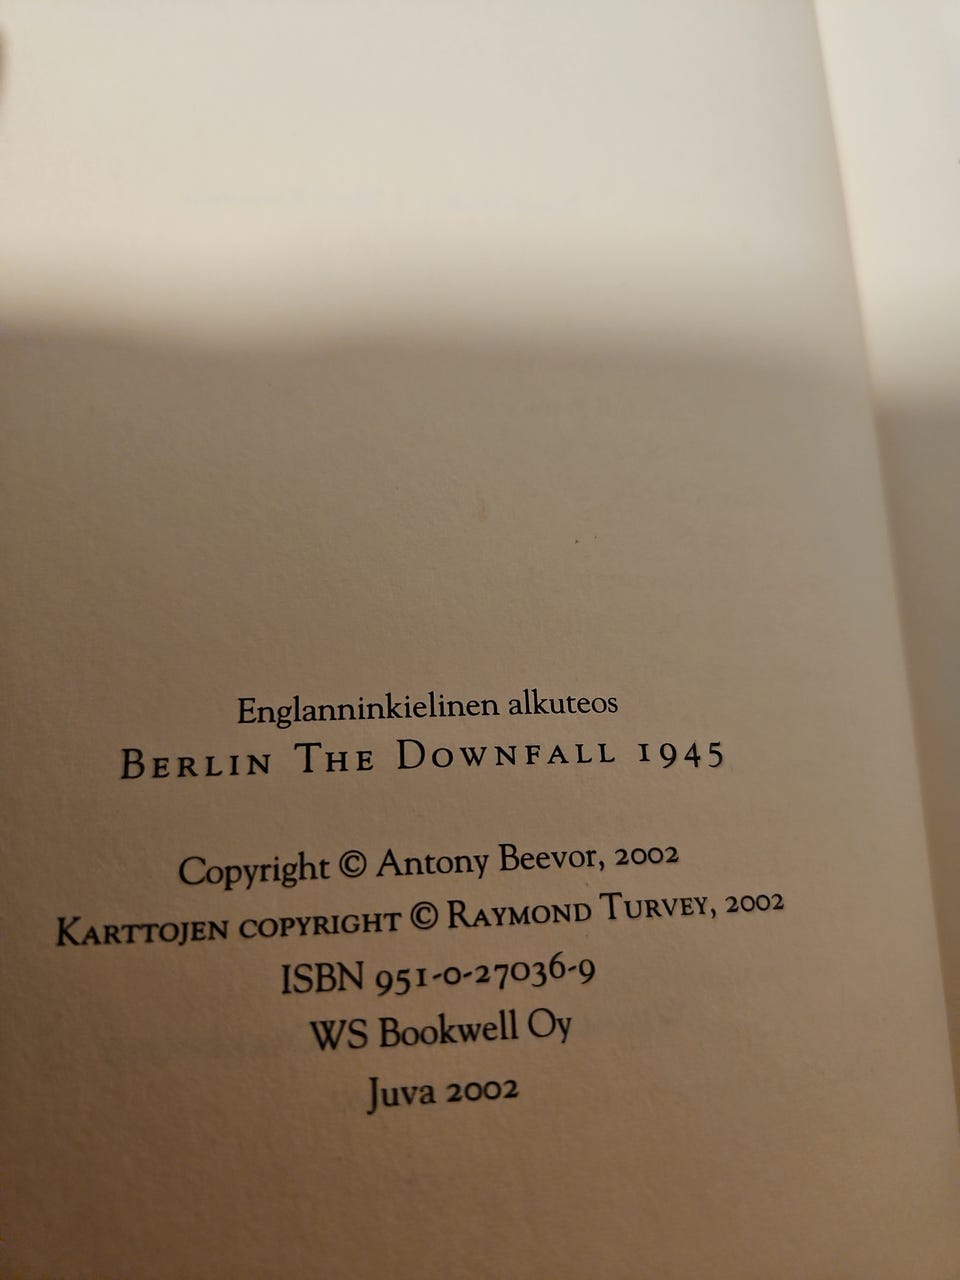 Englanninkielinen alkuteos
BERLIN THE DOWNFALL 1945
Copyright © Antony Beevor, 2002
KARTTOJEN COPYRIGHT © RAYMOND TURVEY, 2002
ISBN 951-0-27036-9
WS Bookwell Oy
Juva 2002